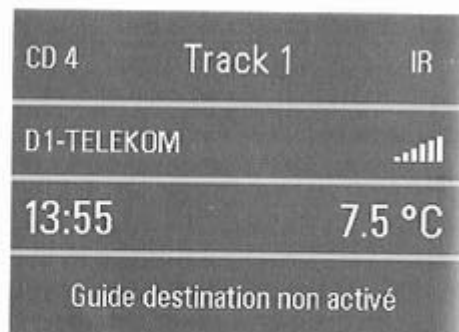 CD 4 Track 1 IR
D1-TELEKOM
13:55 7.5 °C
Guide destination non activé